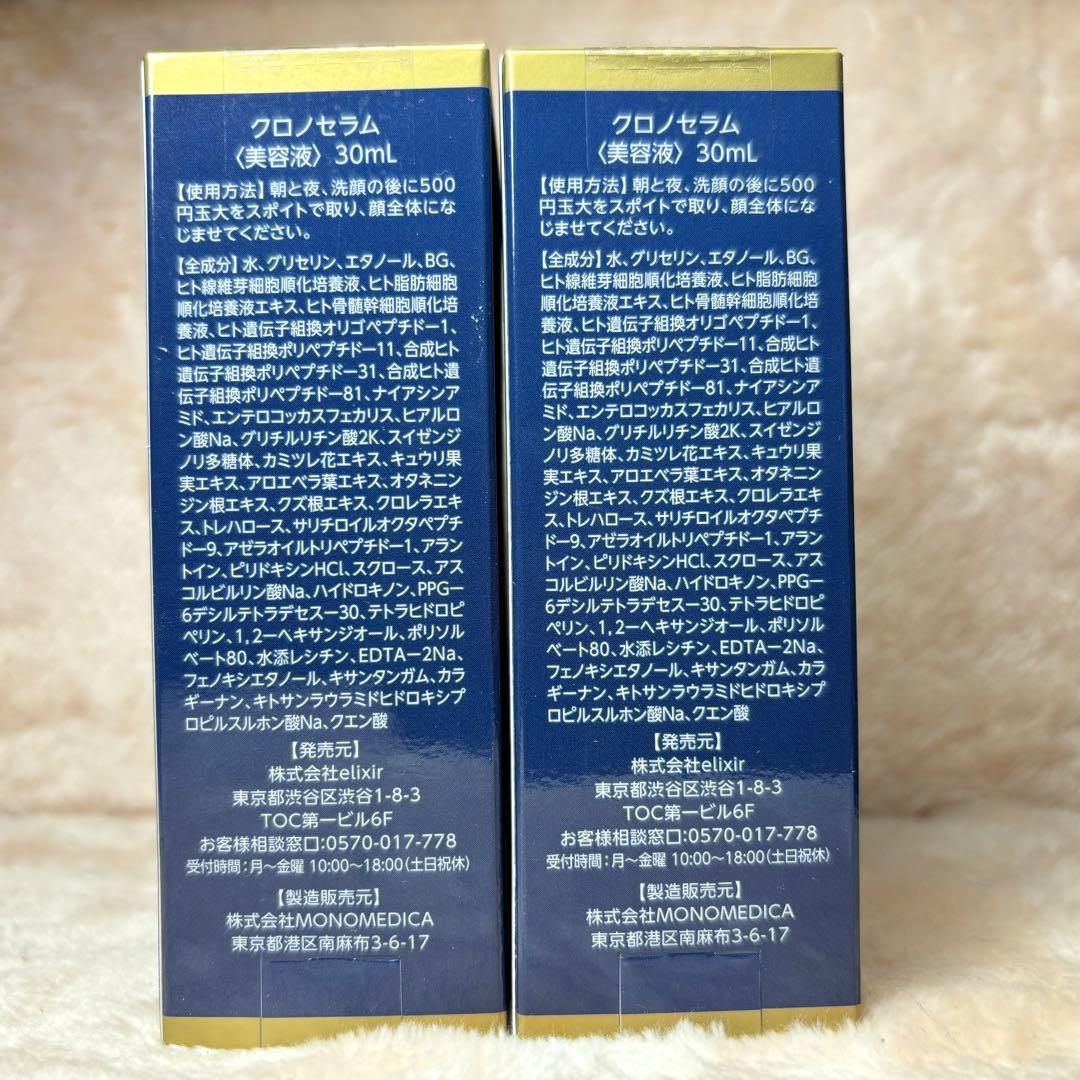 クロノセラム
〈美容液〉 30mL
【使用方法】朝と夜、洗顔の後に500
円玉大をスポイトで取り、顔全体にな
じませてください。
【全成分】水、グリセリン、エタノール、BG、
ヒト線維芽細胞順化培養液、ヒト脂肪細胞
順化培養液エキス、ヒト骨髄幹細胞順化培
養液、ヒト遺伝子組換オリゴペプチドー1、
ヒト遺伝子組換ポリペプチドー11、合成ヒト
遺伝子組換ポリペプチドー31、合成ヒト遺
伝子組換ポリペプチドー81、ナイアシンア
ミド、エンテロコッカスフェカリス、ヒアルロ
ン酸Na、グリチルリチン酸2K、スイゼンジ
ノリ多糖体、カミツレ花エキス、キュウリ果
実エキス、アロエベラ葉エキス、オタネニン
ジン根エキス、クズ根エキス、クロレラエキ
ス、トレハロース、サリチロイルオクタペプチ
ドー9、アゼラオイルトリペプチドー1、アラン
トイン、ピリドキシンHCl、スクロース、アス
コルビルリン酸Na、ハイドロキノン、PPGー
6デシルテトラデセスー30、テトラヒドロピ
ペリン、1,2ーヘキサンジオール、ポリソル
ベート80、水添レシチン、EDTAー2Na、
フェノキシエタノール、キサンタンガム、カラ
ギーナン、キトサンラウラミドヒドロキシプ
ロピルスルホン酸Na、クエン酸
【発売元】
株式会社elixir
東京都渋谷区渋谷1-8-3
TOC第一ビル6F
お客様相談窓口:0570-017-778
受付時間:月～金曜 10:00～18:00(土日祝休)
【製造販売元】
株式会社MONOMEDICA
東京都港区南麻布3-6-17
クロノセラム
〈美容液〉 30mL
【使用方法】朝と夜、洗顔の後に500
円玉大をスポイトで取り、顔全体にな
じませてください。
【全成分】水、グリセリン、エタノール、BG、
ヒト線維芽細胞順化培養液、ヒト脂肪細胞
順化培養液エキス、ヒト骨髄幹細胞順化培
養液、ヒト遺伝子組換オリゴペプチドー1、
ヒト遺伝子組換ポリペプチドー11、合成ヒト
遺伝子組換ポリペプチドー31、合成ヒト遺
伝子組換ポリペプチドー81、ナイアシンア
ミド、エンテロコッカスフェカリス、ヒアルロ
ン酸Na、グリチルリチン酸2K、スイゼンジ
ノリ多糖体、カミツレ花エキス、キュウリ果
実エキス、アロエベラ葉エキス、オタネニン
ジン根エキス、クズ根エキス、クロレラエキ
ス、トレハロース、サリチロイルオクタペプチ
ドー9、アゼラオイルトリペプチドー1、アラン
トイン、ピリドキシンHCl、スクロース、アス
コルビルリン酸Na、ハイドロキノン、PPGー
6デシルテトラデセスー30、テトラヒドロピ
ペリン、1,2ーヘキサンジオール、ポリソル
ベート80、水添レシチン、EDTAー2Na、
フェノキシエタノール、キサンタンガム、カラ
ギーナン、キトサンラウラミドヒドロキシプ
ロピルスルホン酸Na、クエン酸
【発売元】
株式会社elixir
東京都渋谷区渋谷1-8-3
TOC第一ビル6F
お客様相談窓口:0570-017-778
受付時間:月～金曜 10:00～18:00(土日祝休)
【製造販売元】
株式会社MONOMEDICA
東京都港区南麻布3-6-17